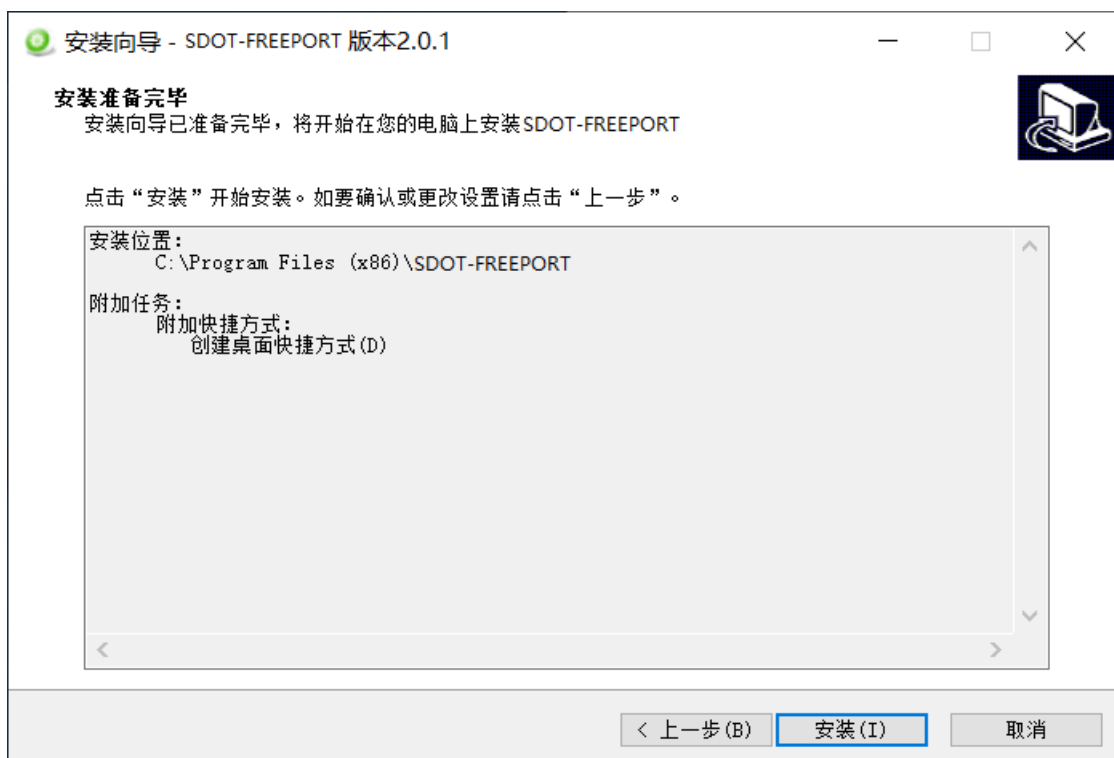 安装向导 - SDOT-FREEPORT 版本2.0.1
安装准备完毕
安装向导已准备完毕，将开始在您的电脑上安装SDOT-FREEPORT
点击“安装”开始安装。如要确认或更改设置请点击“上一步”。
安装位置：
C:\Program Files (x86)\SDOT-FREEPORT
附加任务：
附加快捷方式：
创建桌面快捷方式(D)
< 上一步(B)
安装(I)
取消